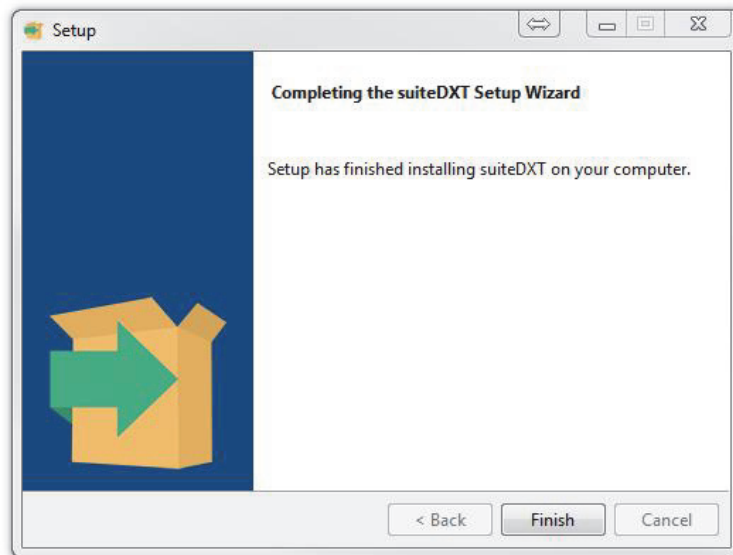 Setup
Completing the suiteDXT Setup Wizard
Setup has finished installing suiteDXT on your computer.
< Back
Finish
Cancel